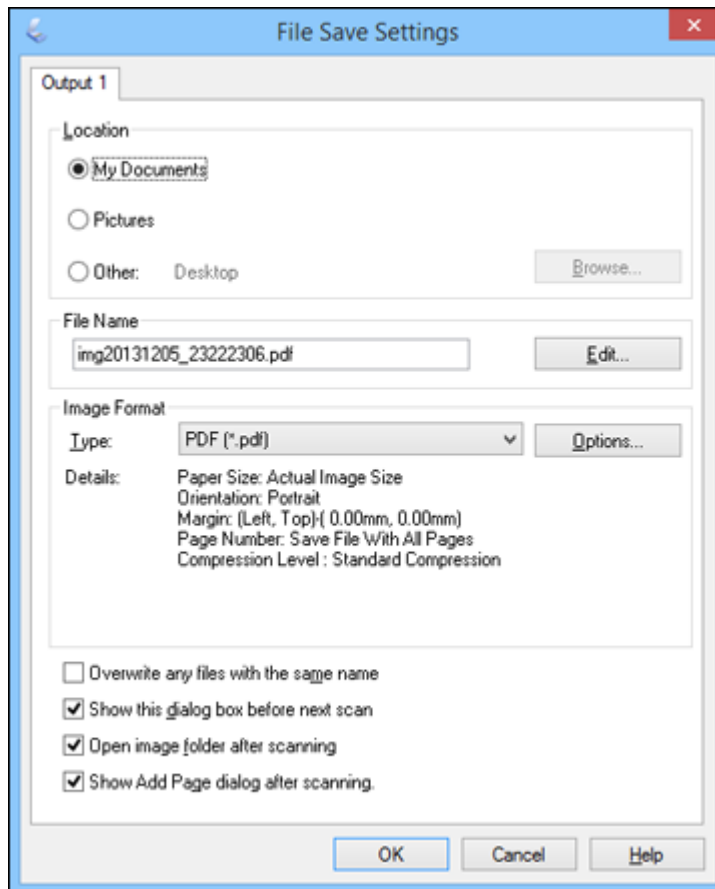 File Save Settings
Output 1
Location
My Documents
Pictures
Other: Desktop Browse...
File Name
img20131205_23222306.pdf Edit...
Image Format
Type: PDF (*.pdf) Options...
Details: Paper Size: Actual Image Size
Orientation: Portrait
Margin: (Left, Top)-( 0.00mm, 0.00mm)
Page Number: Save File With All Pages
Compression Level : Standard Compression
Overwrite any files with the same name
Show this dialog box before next scan
Open image folder after scanning
Show Add Page dialog after scanning.
OK Cancel Help